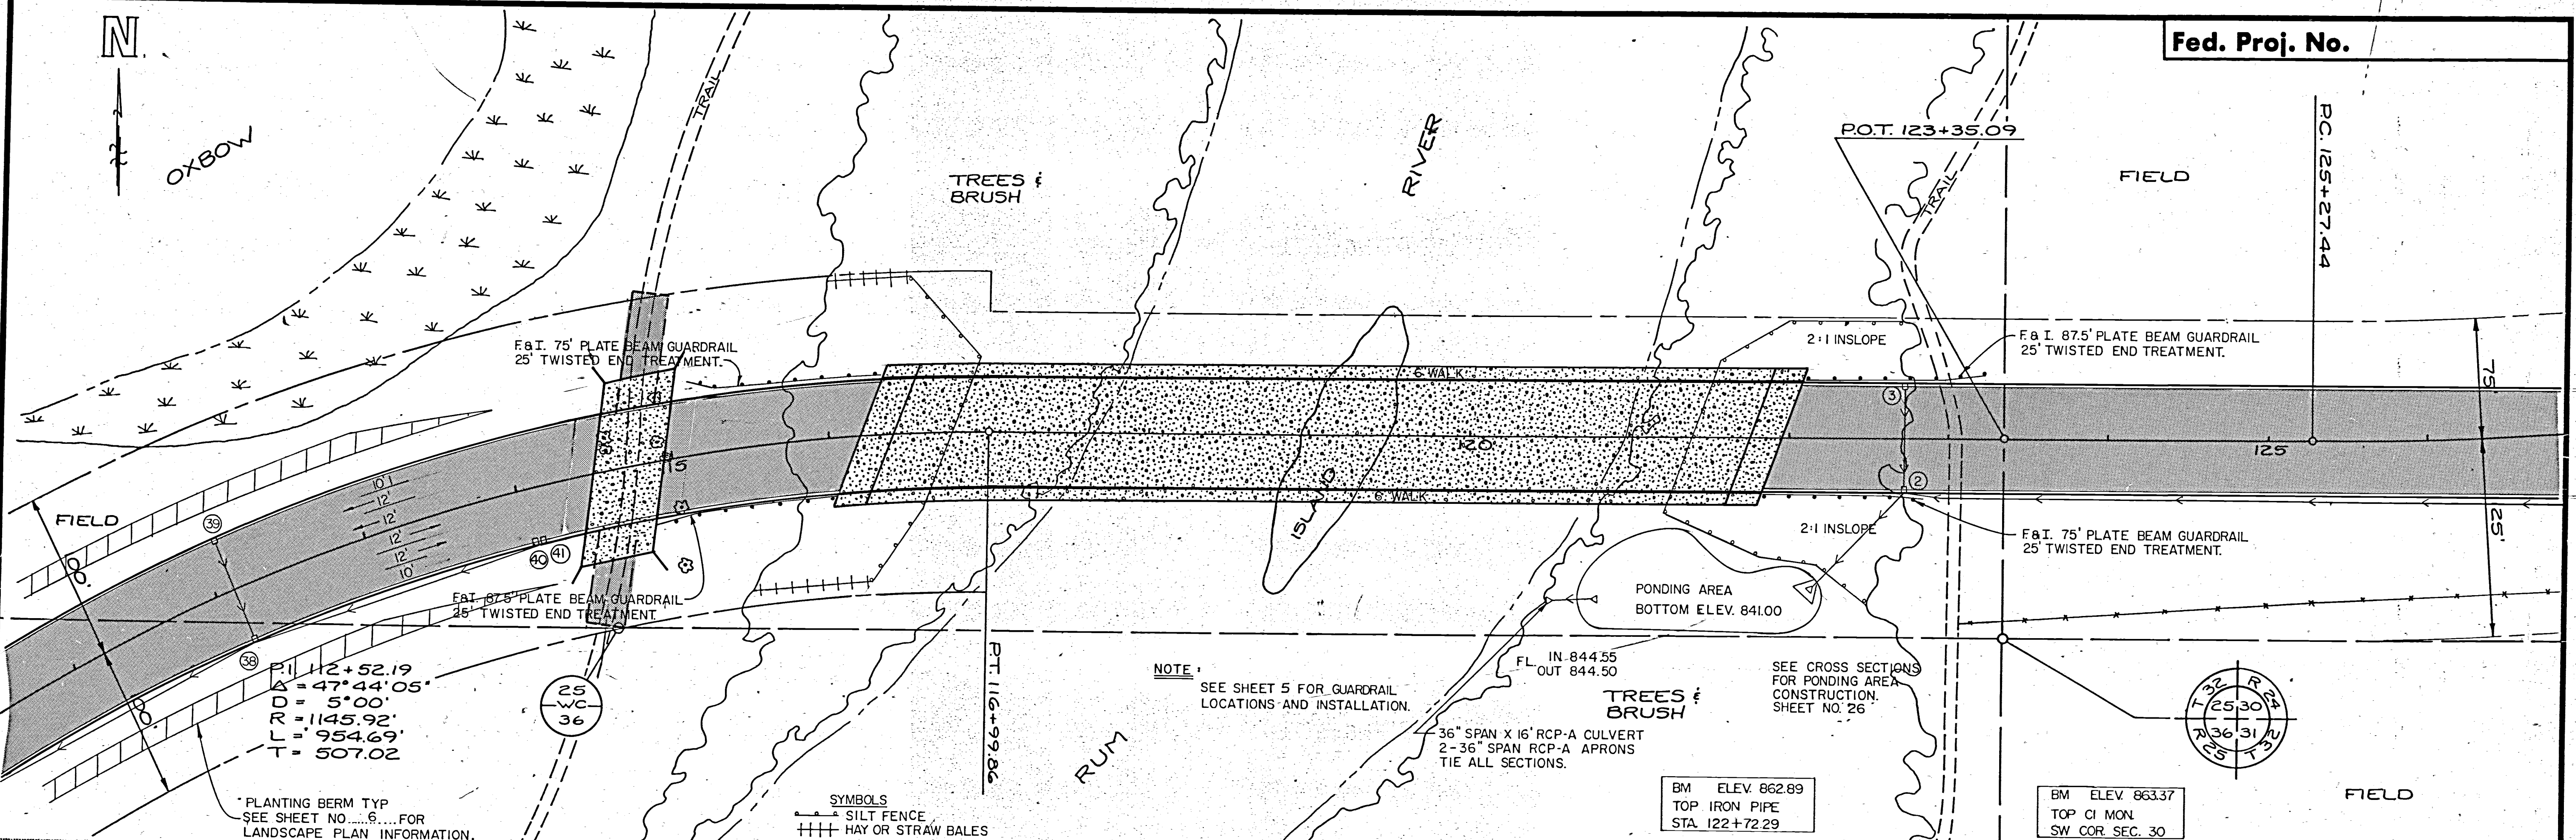 N.
OXBOW
TRAIL
TREES &
BRUSH
RIVER
P.O.T. 123+35.09
TRAIL
Fed. Proj. No.
FIELD
P.C. 125+27.44
F.&I. 75' PLATE BEAM GUARDRAIL
25' TWISTED END TREATMENT.
2:1 INSLOPE
F.&I. 87.5' PLATE BEAM GUARDRAIL
25' TWISTED END TREATMENT.
75'
6' WALK
3
15
120
125
FIELD
39
10'
12'
12'
12'
12'
10'
40 41
6' WALK
ISLAND
2
2:1 INSLOPE
F.&I. 75' PLATE BEAM GUARDRAIL
25' TWISTED END TREATMENT.
125'
F.&I. 87.5' PLATE BEAM GUARDRAIL
25' TWISTED END TREATMENT.
PONDING AREA
BOTTOM ELEV. 841.00
38
P.I. 112+52.19
Δ = 47°44'05"
D = 5°00'
R = 1145.92'
L = 954.69'
T = 507.02
25
WC
36
P.T. 116+99.86
NOTE:
SEE SHEET 5 FOR GUARDRAIL
LOCATIONS AND INSTALLATION.
FL. IN 844.55
OUT 844.50
TREES &
BRUSH
SEE CROSS SECTIONS
FOR PONDING AREA
CONSTRUCTION.
SHEET NO. 26
T 32 R 24
25 30
36 31
R 25 T 32
RUM
36" SPAN X 16' RCP-A CULVERT
2-36" SPAN RCP-A APRONS
TIE ALL SECTIONS.
PLANTING BERM TYP
SEE SHEET NO. 6 FOR
LANDSCAPE PLAN INFORMATION.
SYMBOLS
SILT FENCE
HAY OR STRAW BALES
BM ELEV. 862.89
TOP IRON PIPE
STA. 122+72.29
BM ELEV. 863.37
TOP CI MON.
SW COR. SEC. 30
FIELD